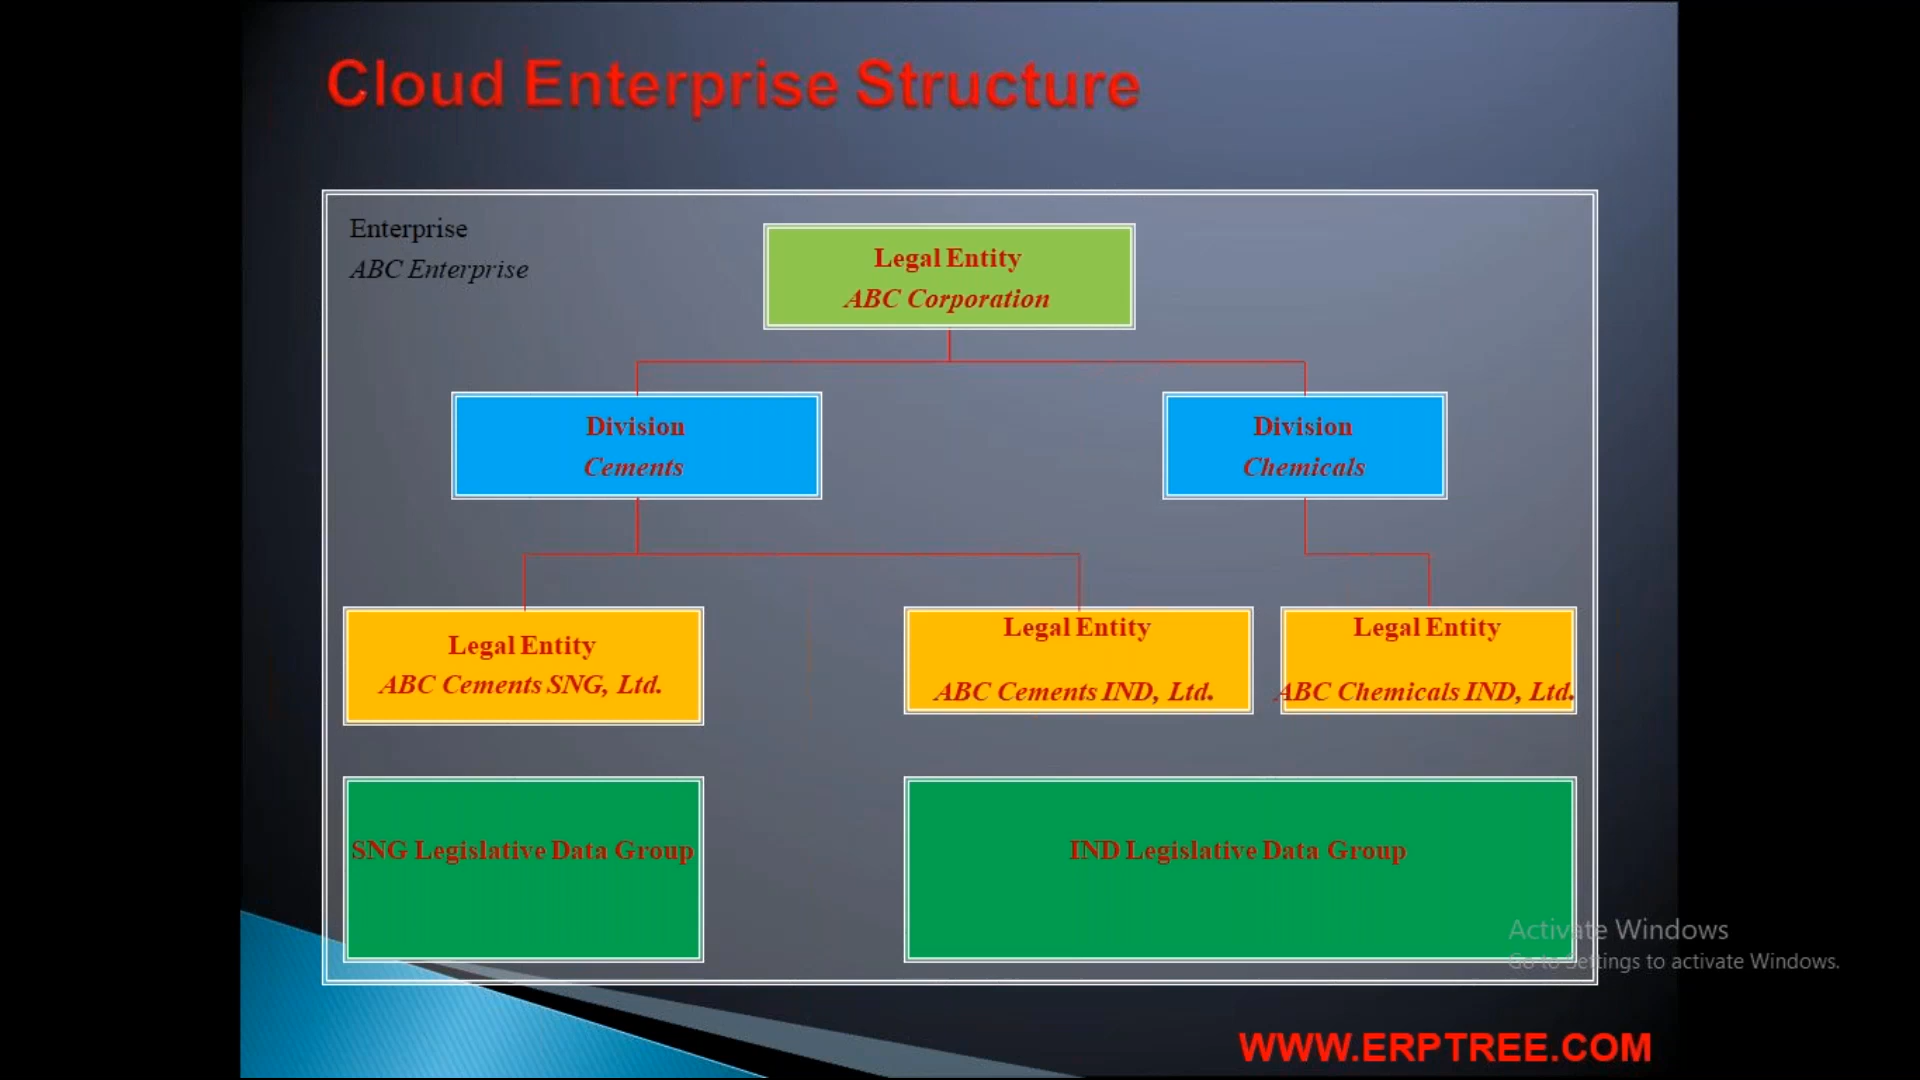 Cloud Enterprise Structure
Enterprise
ABC Enterprise
Legal Entity
ABC Corporation
Division
Cements
Division
Chemicals
Legal Entity
ABC Cements SNG, Ltd.
Legal Entity
ABC Cements IND, Ltd.
Legal Entity
ABC Chemicals IND, Ltd.
SNG Legislative Data Group
IND Legislative Data Group
Activate Windows
Go to Settings to activate Windows.
WWW.ERPTREE.COM